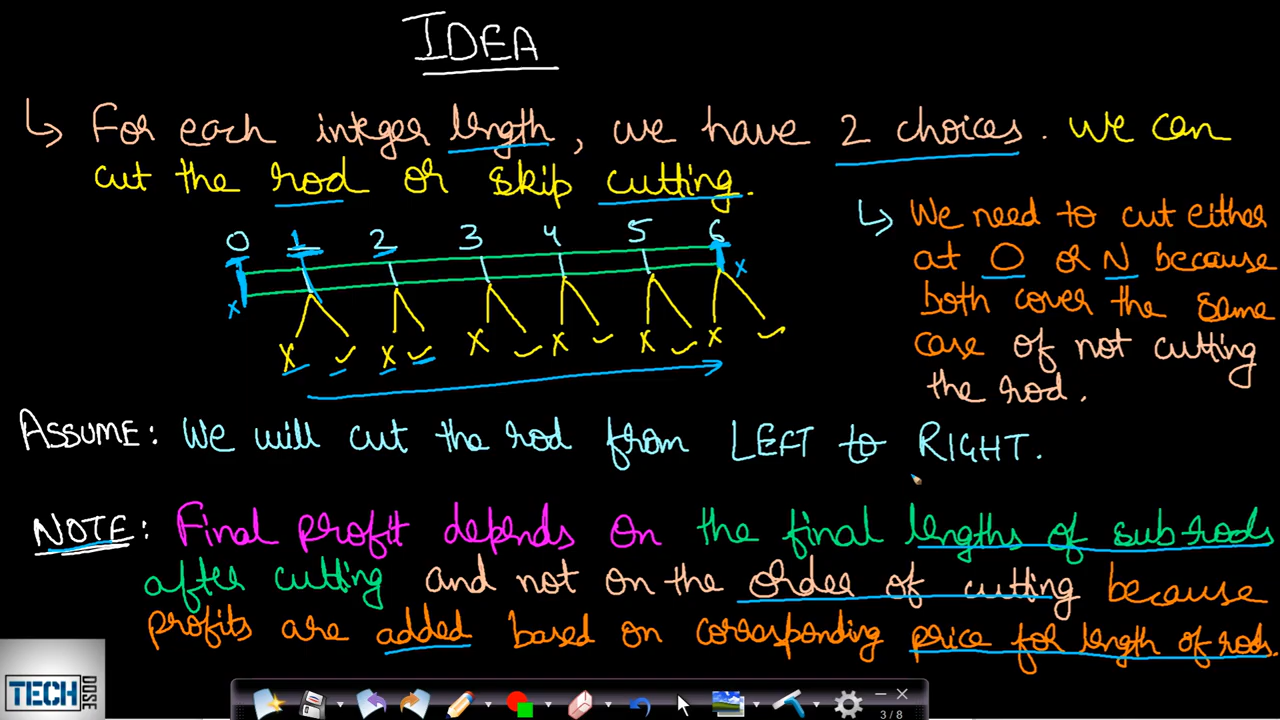 IDEA
↳ For each integer length, we have 2 choices. We can
cut the rod or skip cutting.
0 1 2 3 4 5 6
x x
x ✓ x ✓ x ✓ x ✓ x ✓ x ✓
↳ We need to cut either
at 0 or N because
both cover the same
case of not cutting
the rod.
ASSUME: We will cut the rod from LEFT to RIGHT.
NOTE: Final profit depends on the final lengths of sub rods
after cutting and not on the order of cutting because
profits are added based on corresponding price for length of rods.
TECH DOSE
3 / 8